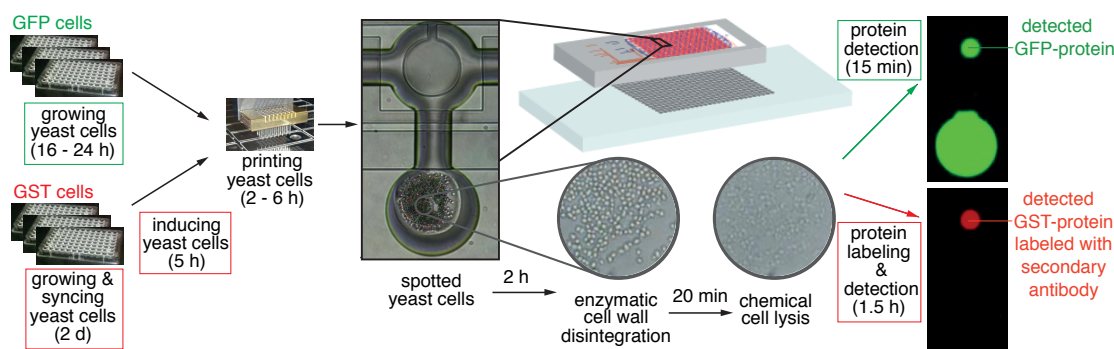 GFP cells
growing
yeast cells
(16 - 24 h)
GST cells
growing &
syncing
yeast cells
(2 d)
inducing
yeast cells
(5 h)
printing
yeast cells
(2 - 6 h)
spotted
yeast cells
2 h
enzymatic
cell wall
disintegration
20 min
chemical
cell lysis
protein
detection
(15 min)
detected
GFP-protein
protein
labeling
&
detection
(1.5 h)
detected
GST-protein
labeled with
secondary
antibody